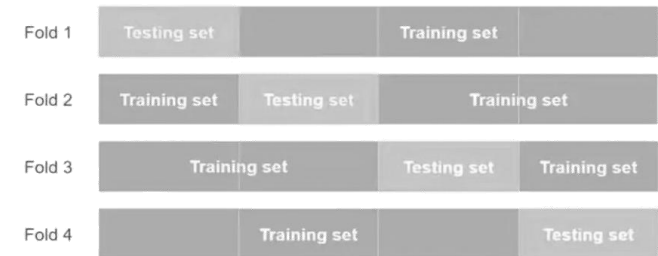 Fold 1 Testing set Training set
Fold 2 Training set Testing set Training set
Fold 3 Training set Testing set Training set
Fold 4 Training set Testing set